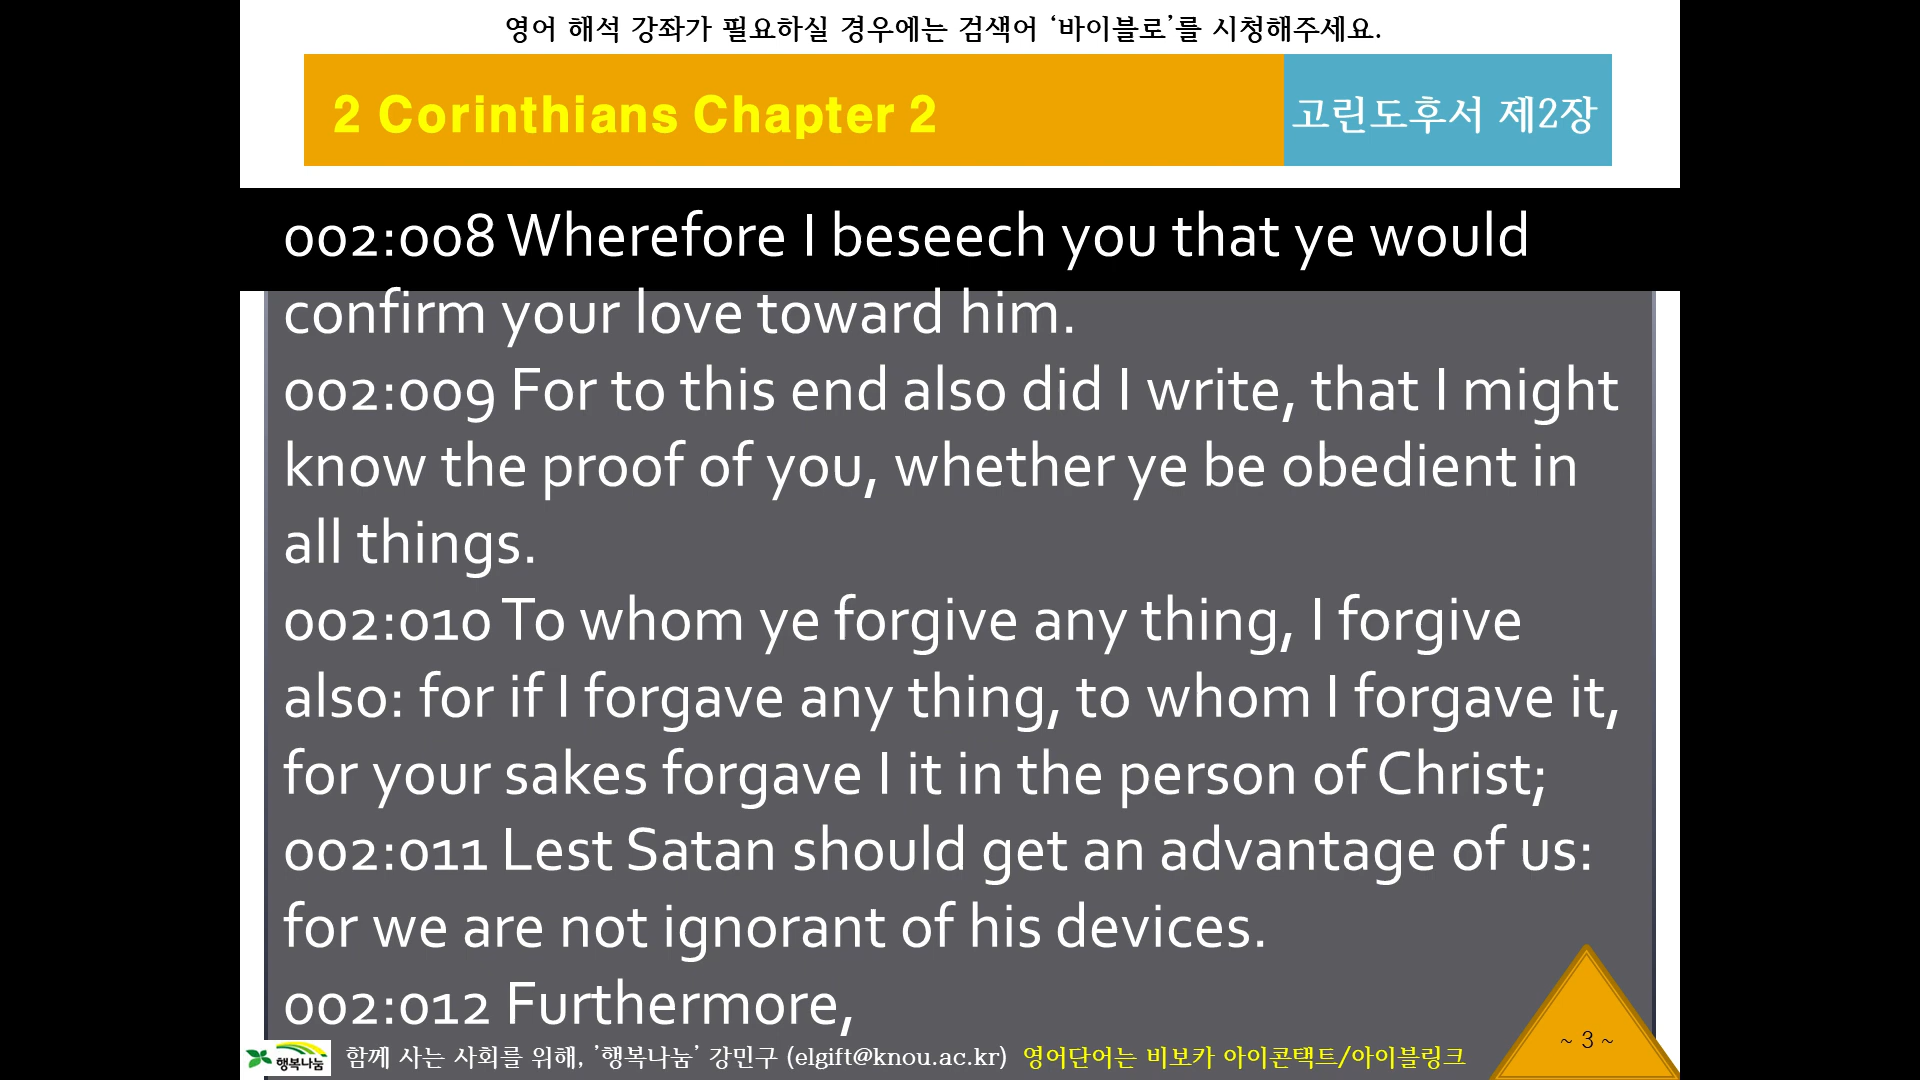 영어 해석 강좌가 필요하실 경우에는 검색어 ‘바이블로’를 시청해주세요.
2 Corinthians Chapter 2
고린도후서 제2장
002:008 Wherefore I beseech you that ye would
confirm your love toward him.
002:009 For to this end also did I write, that I might
know the proof of you, whether ye be obedient in
all things.
002:010 To whom ye forgive any thing, I forgive
also: for if I forgave any thing, to whom I forgave it,
for your sakes forgave I it in the person of Christ;
002:011 Lest Satan should get an advantage of us:
for we are not ignorant of his devices.
002:012 Furthermore,
~ 3 ~
행복나눔
함께 사는 사회를 위해, ’행복나눔’ 강민구 (elgift@knou.ac.kr) 영어단어는 비보카 아이콘택트/아이블링크